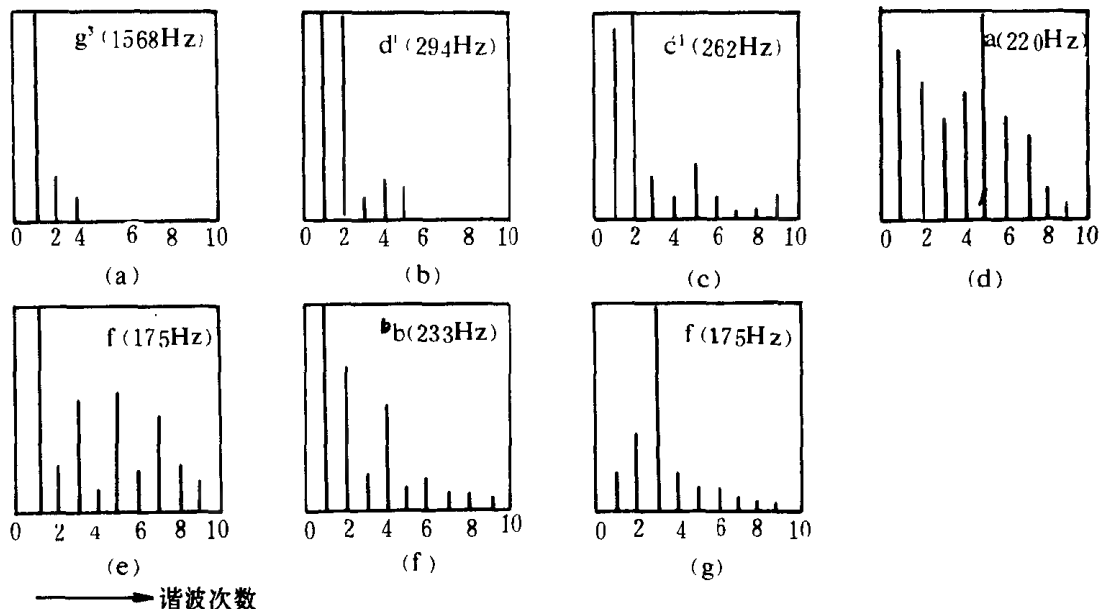 g³(1568Hz)
d¹(294Hz)
c¹(262Hz)
a(220Hz)
0 2 4 6 8 10
0 2 4 6 8 10
0 2 4 6 8 10
0 2 4 6 8 10
(a)
(b)
(c)
(d)
f(175Hz)
ᵇb(233Hz)
f(175Hz)
0 2 4 6 8 10
0 2 4 6 8 10
0 2 4 6 8 10
(e)
(f)
(g)
谐波次数